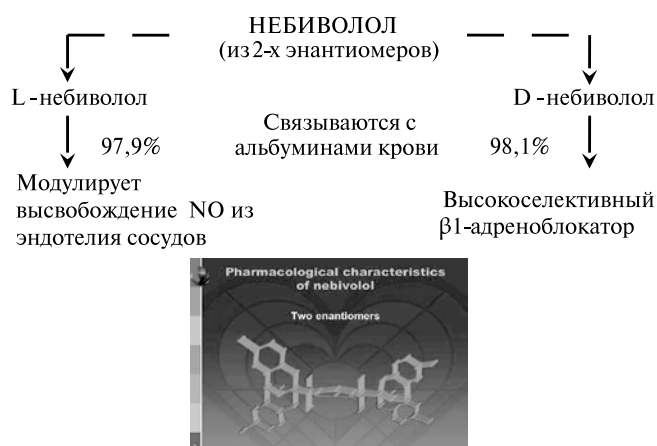 НЕБИВОЛОЛ
(из 2-х энантиомеров)
L -небиволол
D -небиволол
97,9%
Связываются с
альбуминами крови
98,1%
Модулирует
высвобождение NO из
эндотелия сосудов
Высокоселективный
β1-адреноблокатор
Pharmacological characteristics
of nebivolol
Two enantiomers